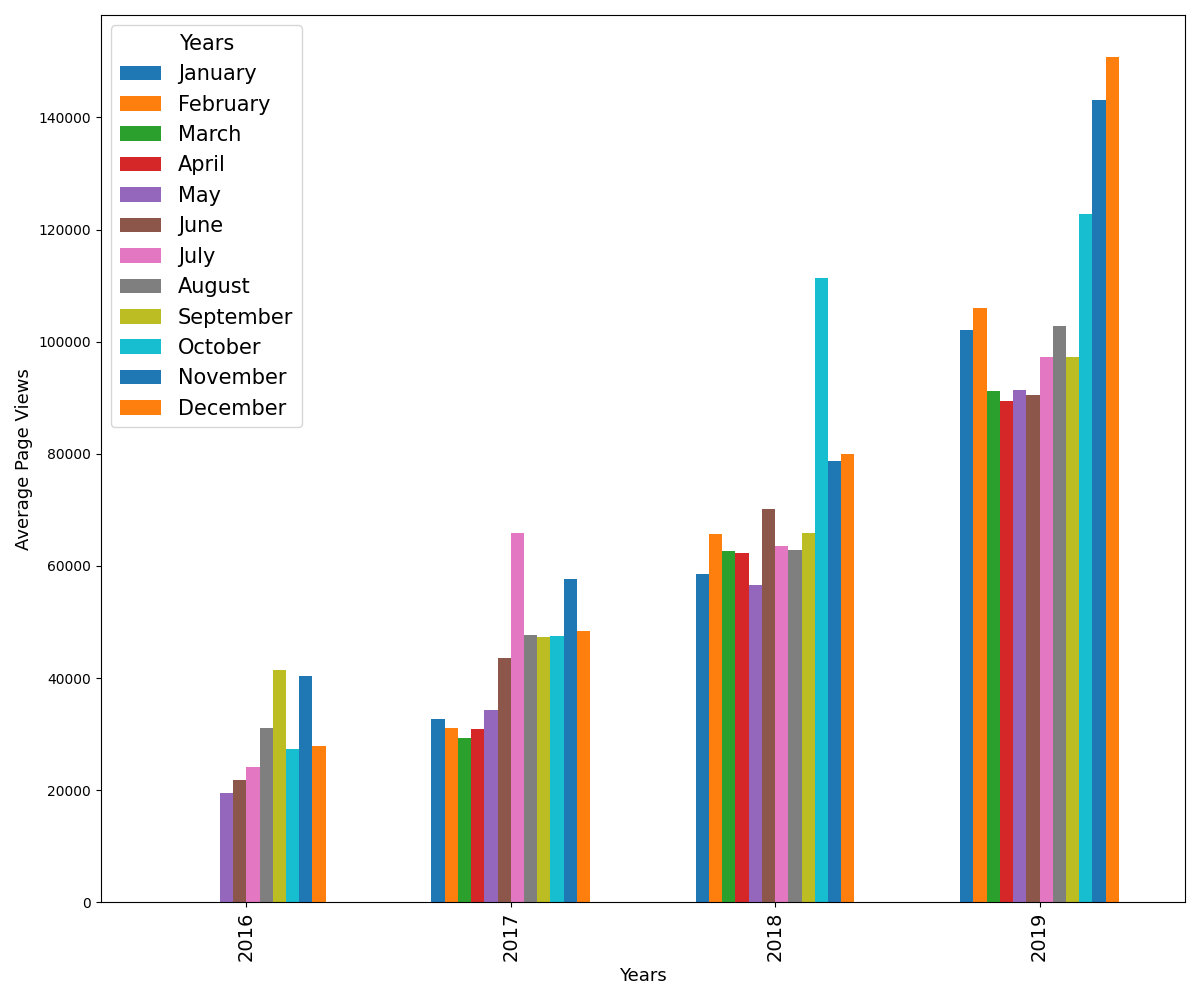 Years
January
February
March
April
May
June
July
August
September
October
November
December
140000
120000
100000
80000
60000
40000
20000
0
Average Page Views
2016
2017
2018
2019
Years